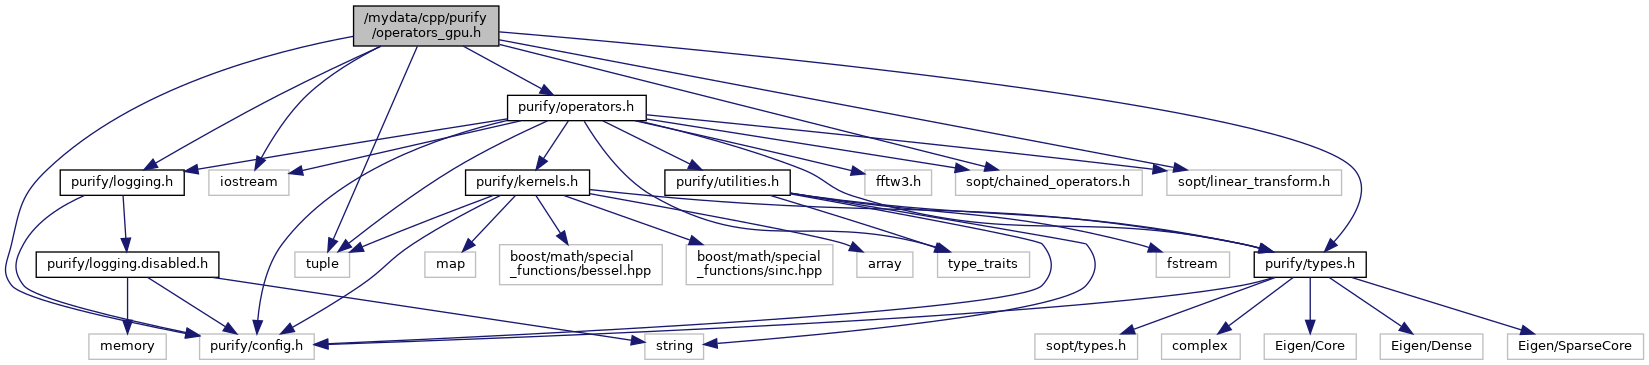 /mydata/cpp/purify
/operators_gpu.h
purify/operators.h
purify/logging.h
iostream
purify/kernels.h
purify/utilities.h
fftw3.h
sopt/chained_operators.h
sopt/linear_transform.h
purify/logging.disabled.h
tuple
map
boost/math/special
_functions/bessel.hpp
boost/math/special
_functions/sinc.hpp
array
type_traits
fstream
purify/types.h
memory
purify/config.h
string
sopt/types.h
complex
Eigen/Core
Eigen/Dense
Eigen/SparseCore